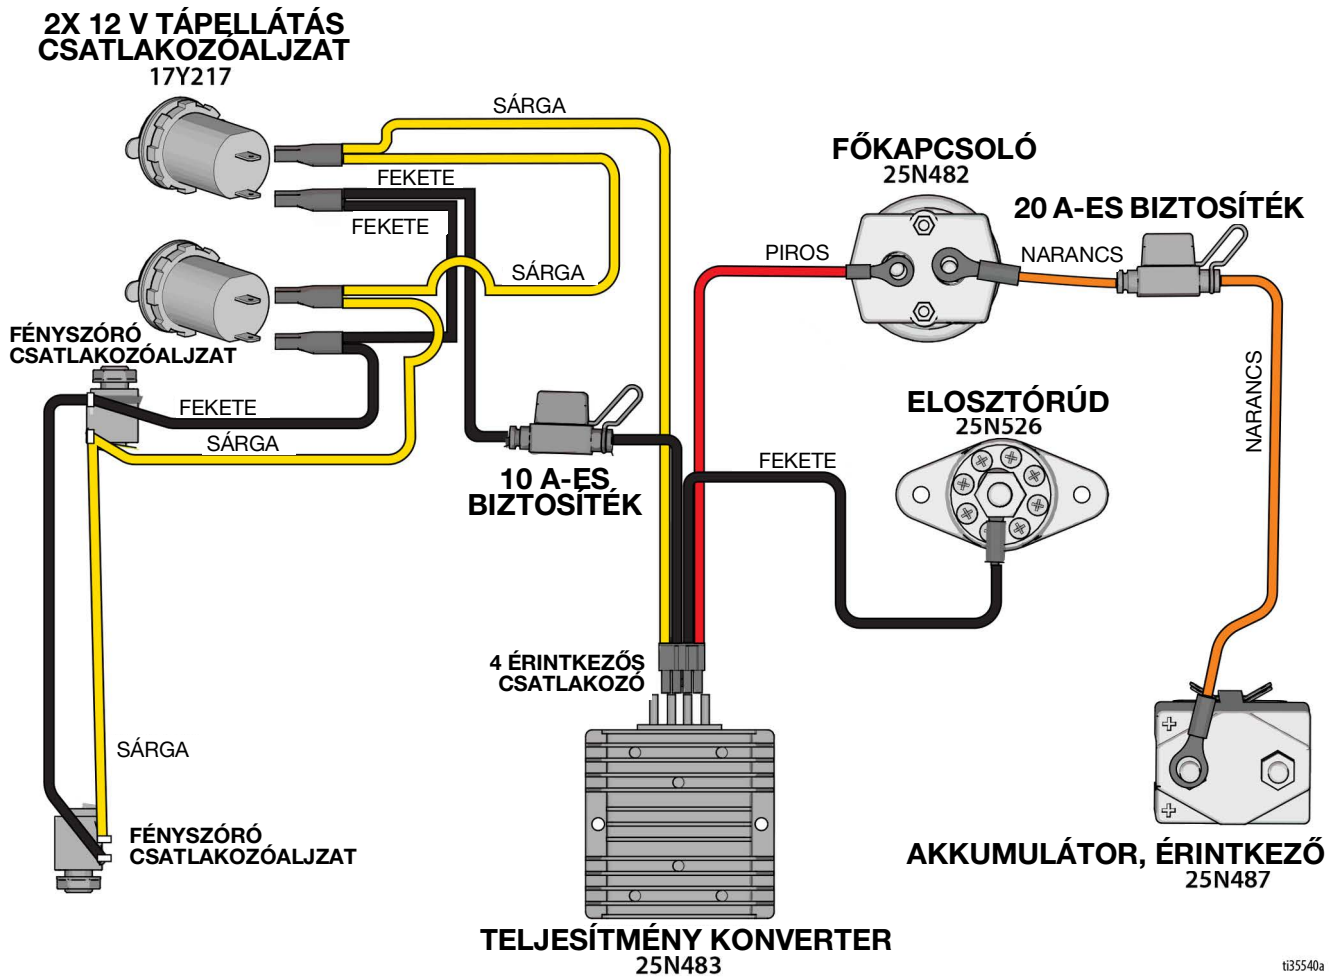 2X 12 V TÁPELLÁTÁS
CSATLAKOZÓALJZAT
17Y217
SÁRGA
FEKETE
FEKETE
SÁRGA
FŐKAPCSOLÓ
25N482
20 A-ES BIZTOSÍTÉK
PIROS
NARANCS
NARANCS
FÉNYSZÓRÓ
CSATLAKOZÓALJZAT
FEKETE
SÁRGA
10 A-ES
BIZTOSÍTÉK
ELOSZTÓRÚD
25N526
FEKETE
4 ÉRINTKEZŐS
CSATLAKOZÓ
SÁRGA
FÉNYSZÓRÓ
CSATLAKOZÓALJZAT
AKKUMULÁTOR, ÉRINTKEZŐ
25N487
TELJESÍTMÉNY KONVERTER
25N483
ti35540a